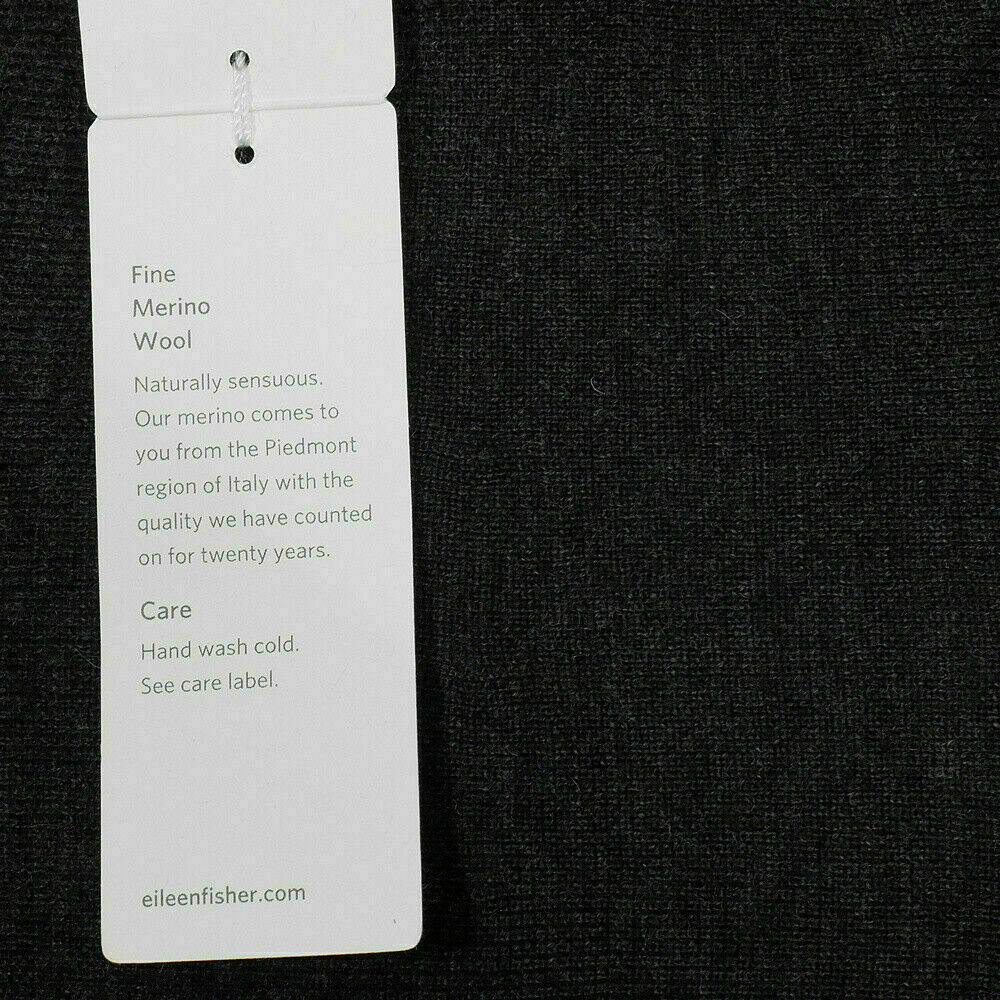 Fine
Merino
Wool
Naturally sensuous.
Our merino comes to
you from the Piedmont
region of Italy with the
quality we have counted
on for twenty years.
Care
Hand wash cold.
See care label.
eileenfisher.com